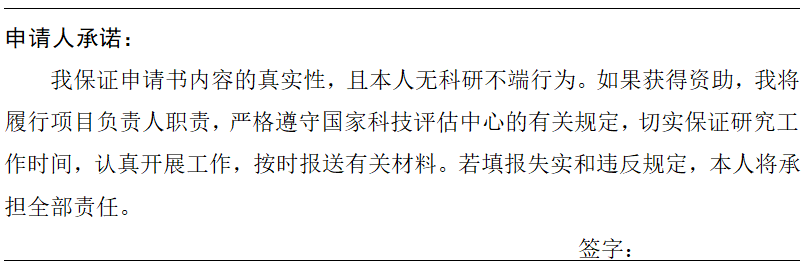 申请人承诺：
我保证申请书内容的真实性，且本人无科研不端行为。如果获得资助，我将
履行项目负责人职责，严格遵守国家科技评估中心的有关规定，切实保证研究工
作时间，认真开展工作，按时报送有关材料。若填报失实和违反规定，本人将承
担全部责任。
签字：